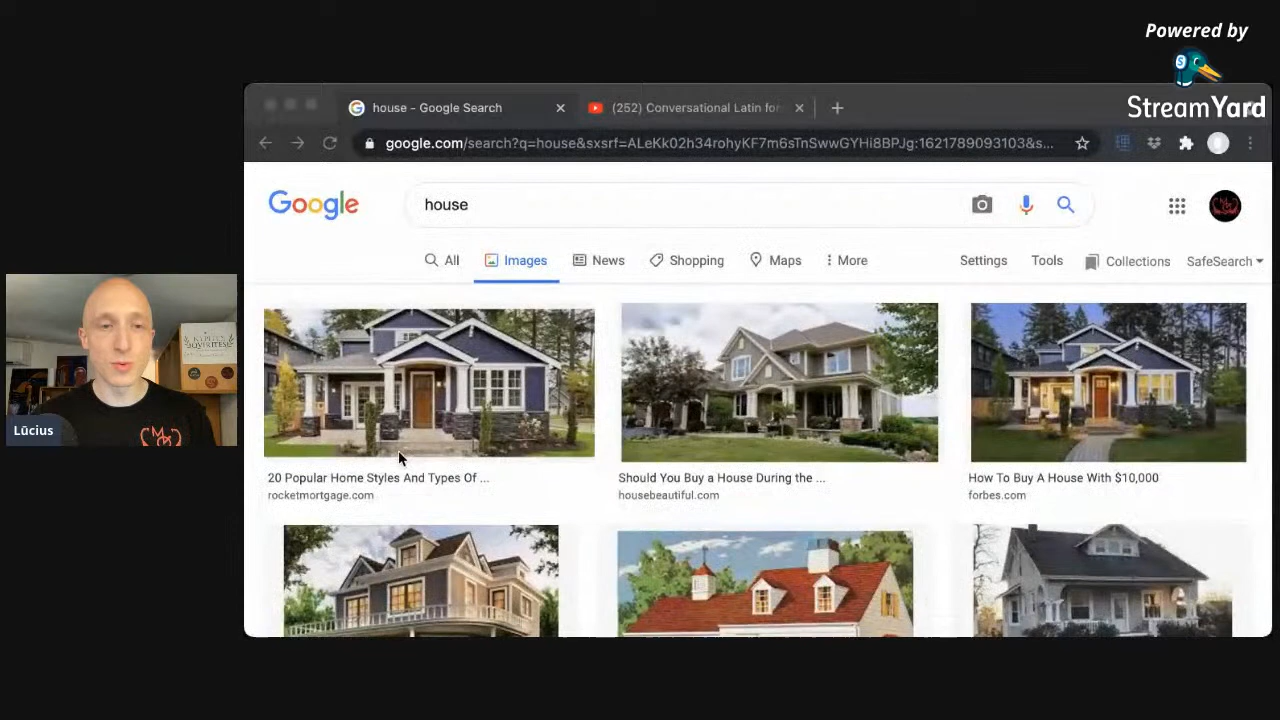 Powered by
StreamYard
house - Google Search
(252) Conversational Latin for
google.com/search?q=house&sxsrf=ALeKk02h34rohyKF7m6sTnSwwGYHi8BPJg:1621789093103&s...
Google
house
All
Images
News
Shopping
Maps
More
Settings
Tools
Collections
SafeSearch
20 Popular Home Styles And Types Of ...
rocketmortgage.com
Should You Buy a House During the ...
housebeautiful.com
How To Buy A House With $10,000
forbes.com
Lūcius